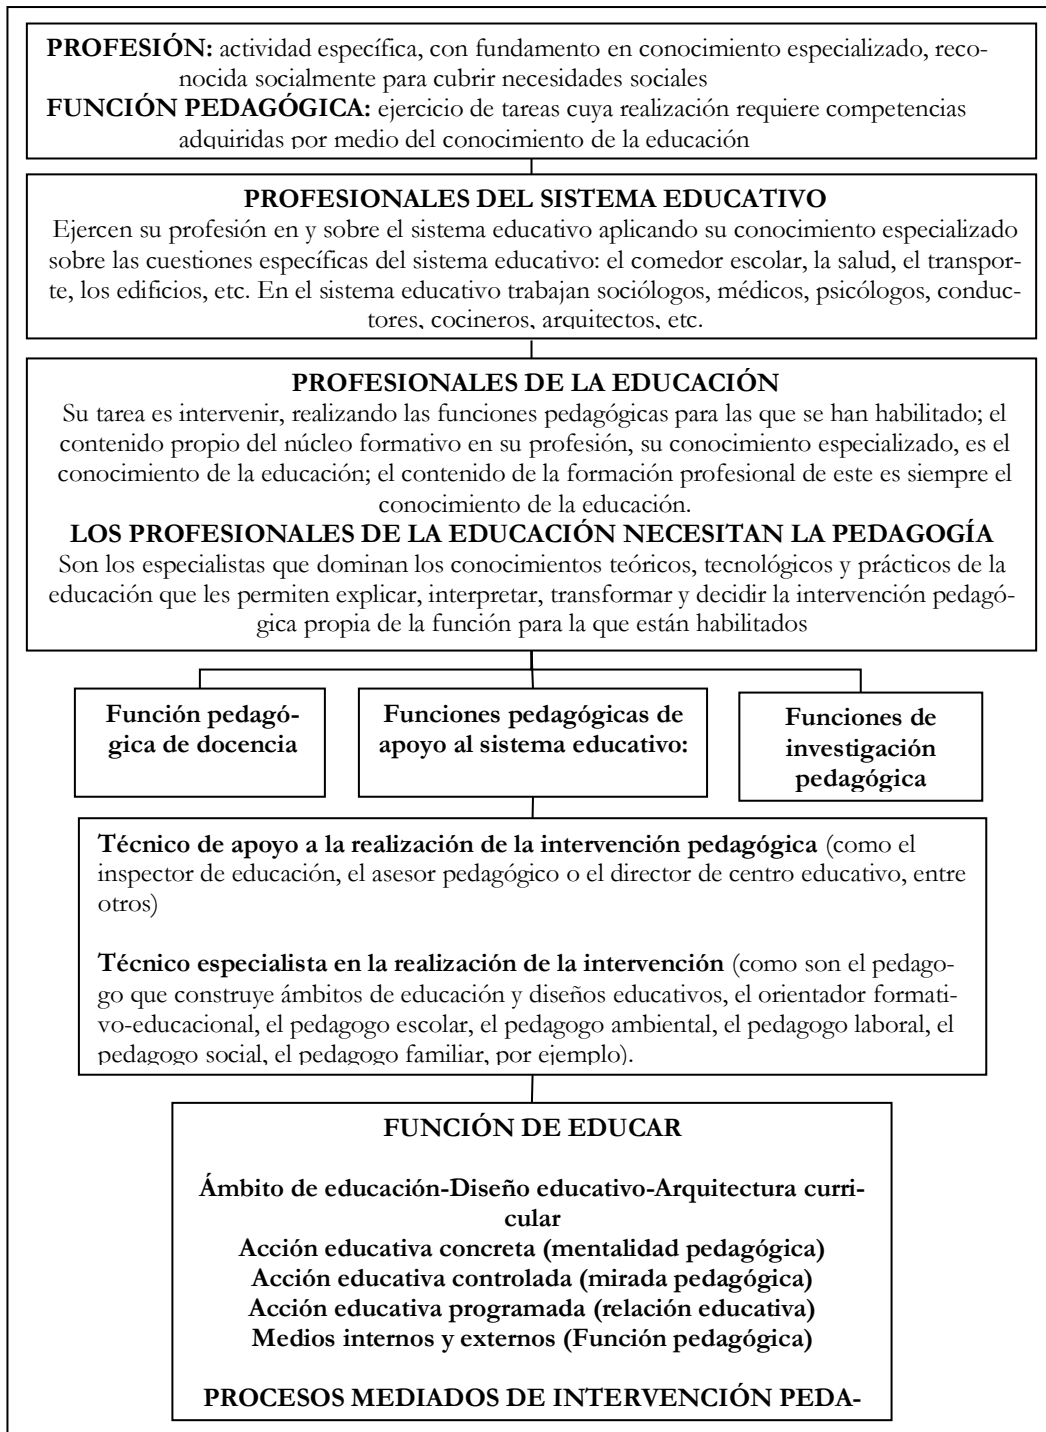 PROFESIÓN: actividad específica, con fundamento en conocimiento especializado, reco-
nocida socialmente para cubrir necesidades sociales
FUNCIÓN PEDAGÓGICA: ejercicio de tareas cuya realización requiere competencias
adquiridas por medio del conocimiento de la educación
PROFESIONALES DEL SISTEMA EDUCATIVO
Ejercen su profesión en y sobre el sistema educativo aplicando su conocimiento especializado
sobre las cuestiones específicas del sistema educativo: el comedor escolar, la salud, el transpor-
te, los edificios, etc. En el sistema educativo trabajan sociólogos, médicos, psicólogos, conduc-
tores, cocineros, arquitectos, etc.
PROFESIONALES DE LA EDUCACIÓN
Su tarea es intervenir, realizando las funciones pedagógicas para las que se han habilitado; el
contenido propio del núcleo formativo en su profesión, su conocimiento especializado, es el
conocimiento de la educación; el contenido de la formación profesional de este es siempre el
conocimiento de la educación.
LOS PROFESIONALES DE LA EDUCACIÓN NECESITAN LA PEDAGOGÍA
Son los especialistas que dominan los conocimientos teóricos, tecnológicos y prácticos de la
educación que les permiten explicar, interpretar, transformar y decidir la intervención pedagó-
gica propia de la función para la que están habilitados
Función pedagó-
gica de docencia
Funciones pedagógicas de
apoyo al sistema educativo:
Funciones de
investigación
pedagógica
Técnico de apoyo a la realización de la intervención pedagógica (como el
inspector de educación, el asesor pedagógico o el director de centro educativo, entre
otros)
Técnico especialista en la realización de la intervención (como son el pedago-
go que construye ámbitos de educación y diseños educativos, el orientador formati-
vo-educacional, el pedagogo escolar, el pedagogo ambiental, el pedagogo laboral, el
pedagogo social, el pedagogo familiar, por ejemplo).
FUNCIÓN DE EDUCAR
Ámbito de educación-Diseño educativo-Arquitectura curri-
cular
Acción educativa concreta (mentalidad pedagógica)
Acción educativa controlada (mirada pedagógica)
Acción educativa programada (relación educativa)
Medios internos y externos (Función pedagógica)
PROCESOS MEDIADOS DE INTERVENCIÓN PEDA-